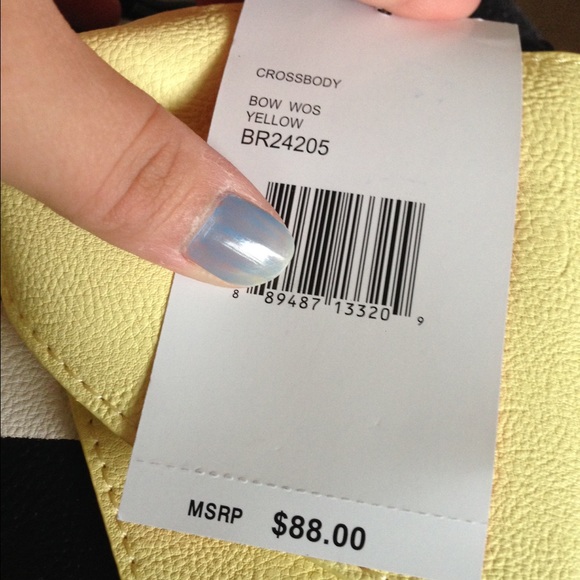 CROSSBODY
BOW WOS
YELLOW
BR24205
8 89487 13320 9
MSRP $88.00